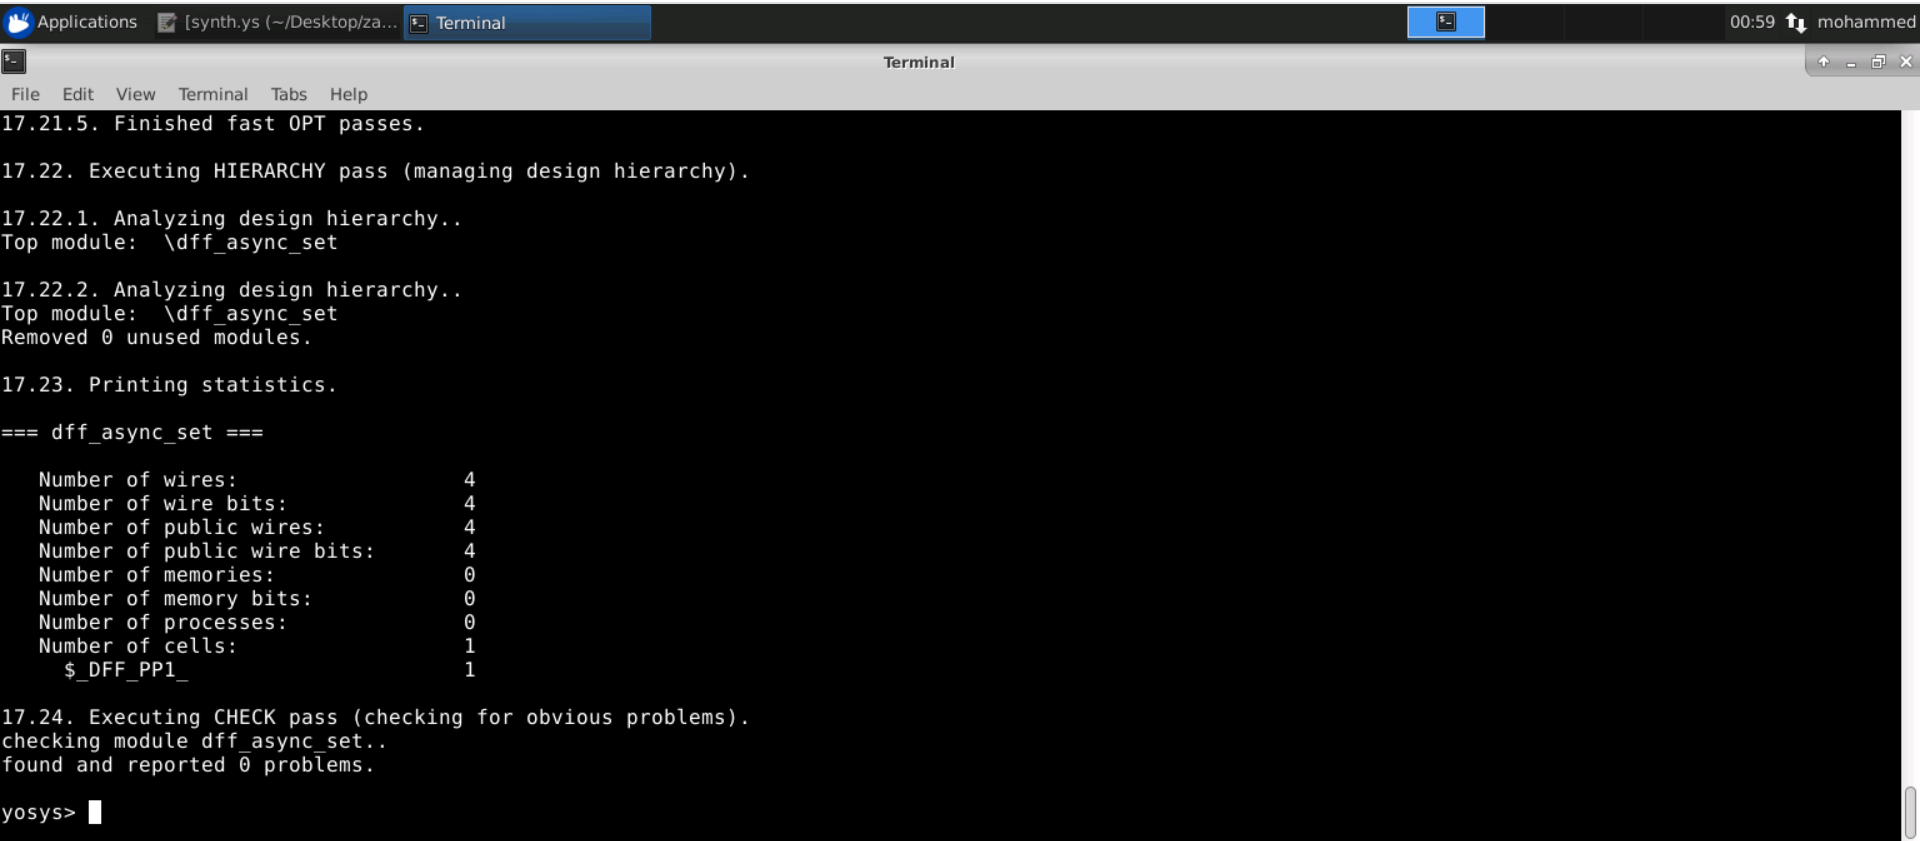 Applications [synth.ys (~/Desktop/za... Terminal 00:59 mohammed
Terminal
File Edit View Terminal Tabs Help
17.21.5. Finished fast OPT passes.
17.22. Executing HIERARCHY pass (managing design hierarchy).
17.22.1. Analyzing design hierarchy..
Top module:  \dff_async_set
17.22.2. Analyzing design hierarchy..
Top module:  \dff_async_set
Removed 0 unused modules.
17.23. Printing statistics.
=== dff_async_set ===
Number of wires: 4
Number of wire bits: 4
Number of public wires: 4
Number of public wire bits: 4
Number of memories: 0
Number of memory bits: 0
Number of processes: 0
Number of cells: 1
$_DFF_PP1_ 1
17.24. Executing CHECK pass (checking for obvious problems).
checking module dff_async_set..
found and reported 0 problems.
yosys>